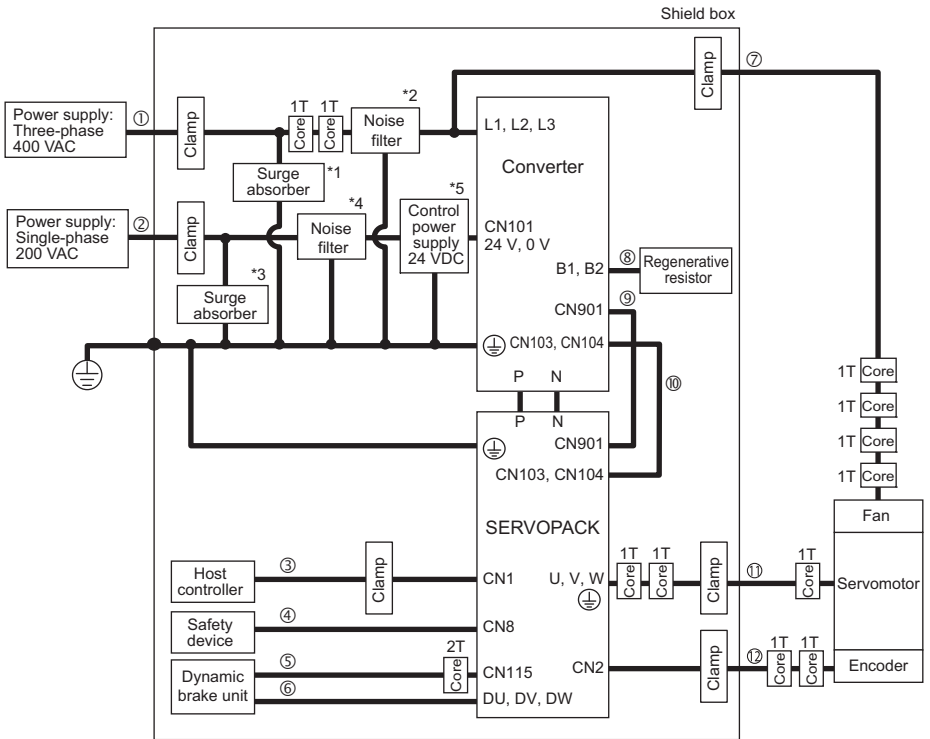 Shield box
⑦
Clamp
*2
1T 1T
Power supply:
Three-phase
400 VAC
①
Clamp
Core
Core
Noise
filter
L1, L2, L3
Converter
Surge
absorber
*1
*5
*4
Power supply:
Single-phase
200 VAC
②
Clamp
Noise
filter
Control
power
supply
24 VDC
CN101
24 V, 0 V
B1, B2
⑧
Regenerative
resistor
*3
Surge
absorber
CN901
⑨
CN103, CN104
⑩
P N
P N
CN901
CN103, CN104
1T Core
1T Core
1T Core
1T Core
Fan
SERVOPACK
Host
controller
③
Clamp
CN1
U, V, W
1T 1T
Core
Core
Clamp
⑪
1T
Core
Servomotor
Safety
device
④
CN8
Dynamic
brake unit
⑤
2T
Core
CN115
⑥
DU, DV, DW
CN2
Clamp
⑫
1T 1T
Core
Core
Encoder